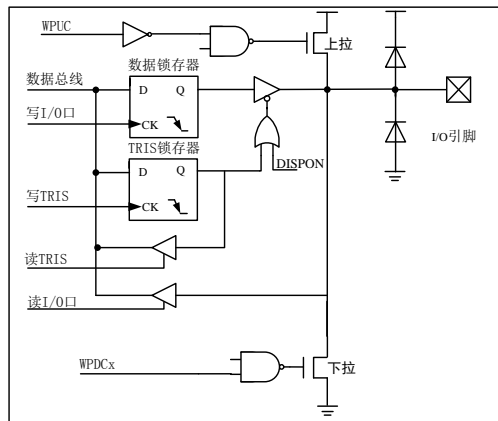 WPUC
上拉
数据总线
数据锁存器
D
Q
写I/O口
CK
I/O引脚
TRIS锁存器
DISPON
D
Q
写TRIS
CK
读TRIS
读I/O口
WPDCx
下拉